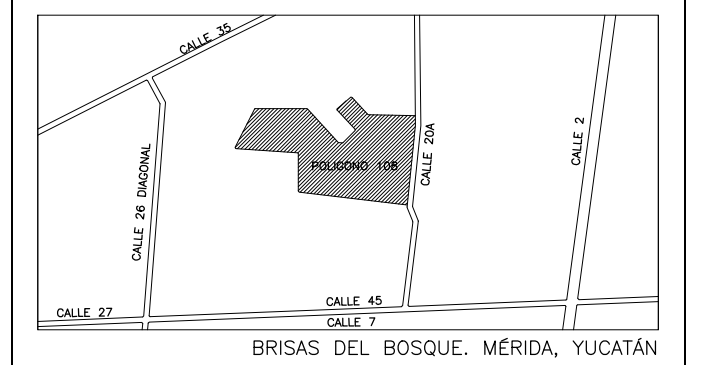 CALLE 35
CALLE 2
CALLE 20A
CALLE 26 DIAGONAL
POLIGONO 108
CALLE 45
CALLE 27
CALLE 7
BRISAS DEL BOSQUE. MÉRIDA, YUCATÁN